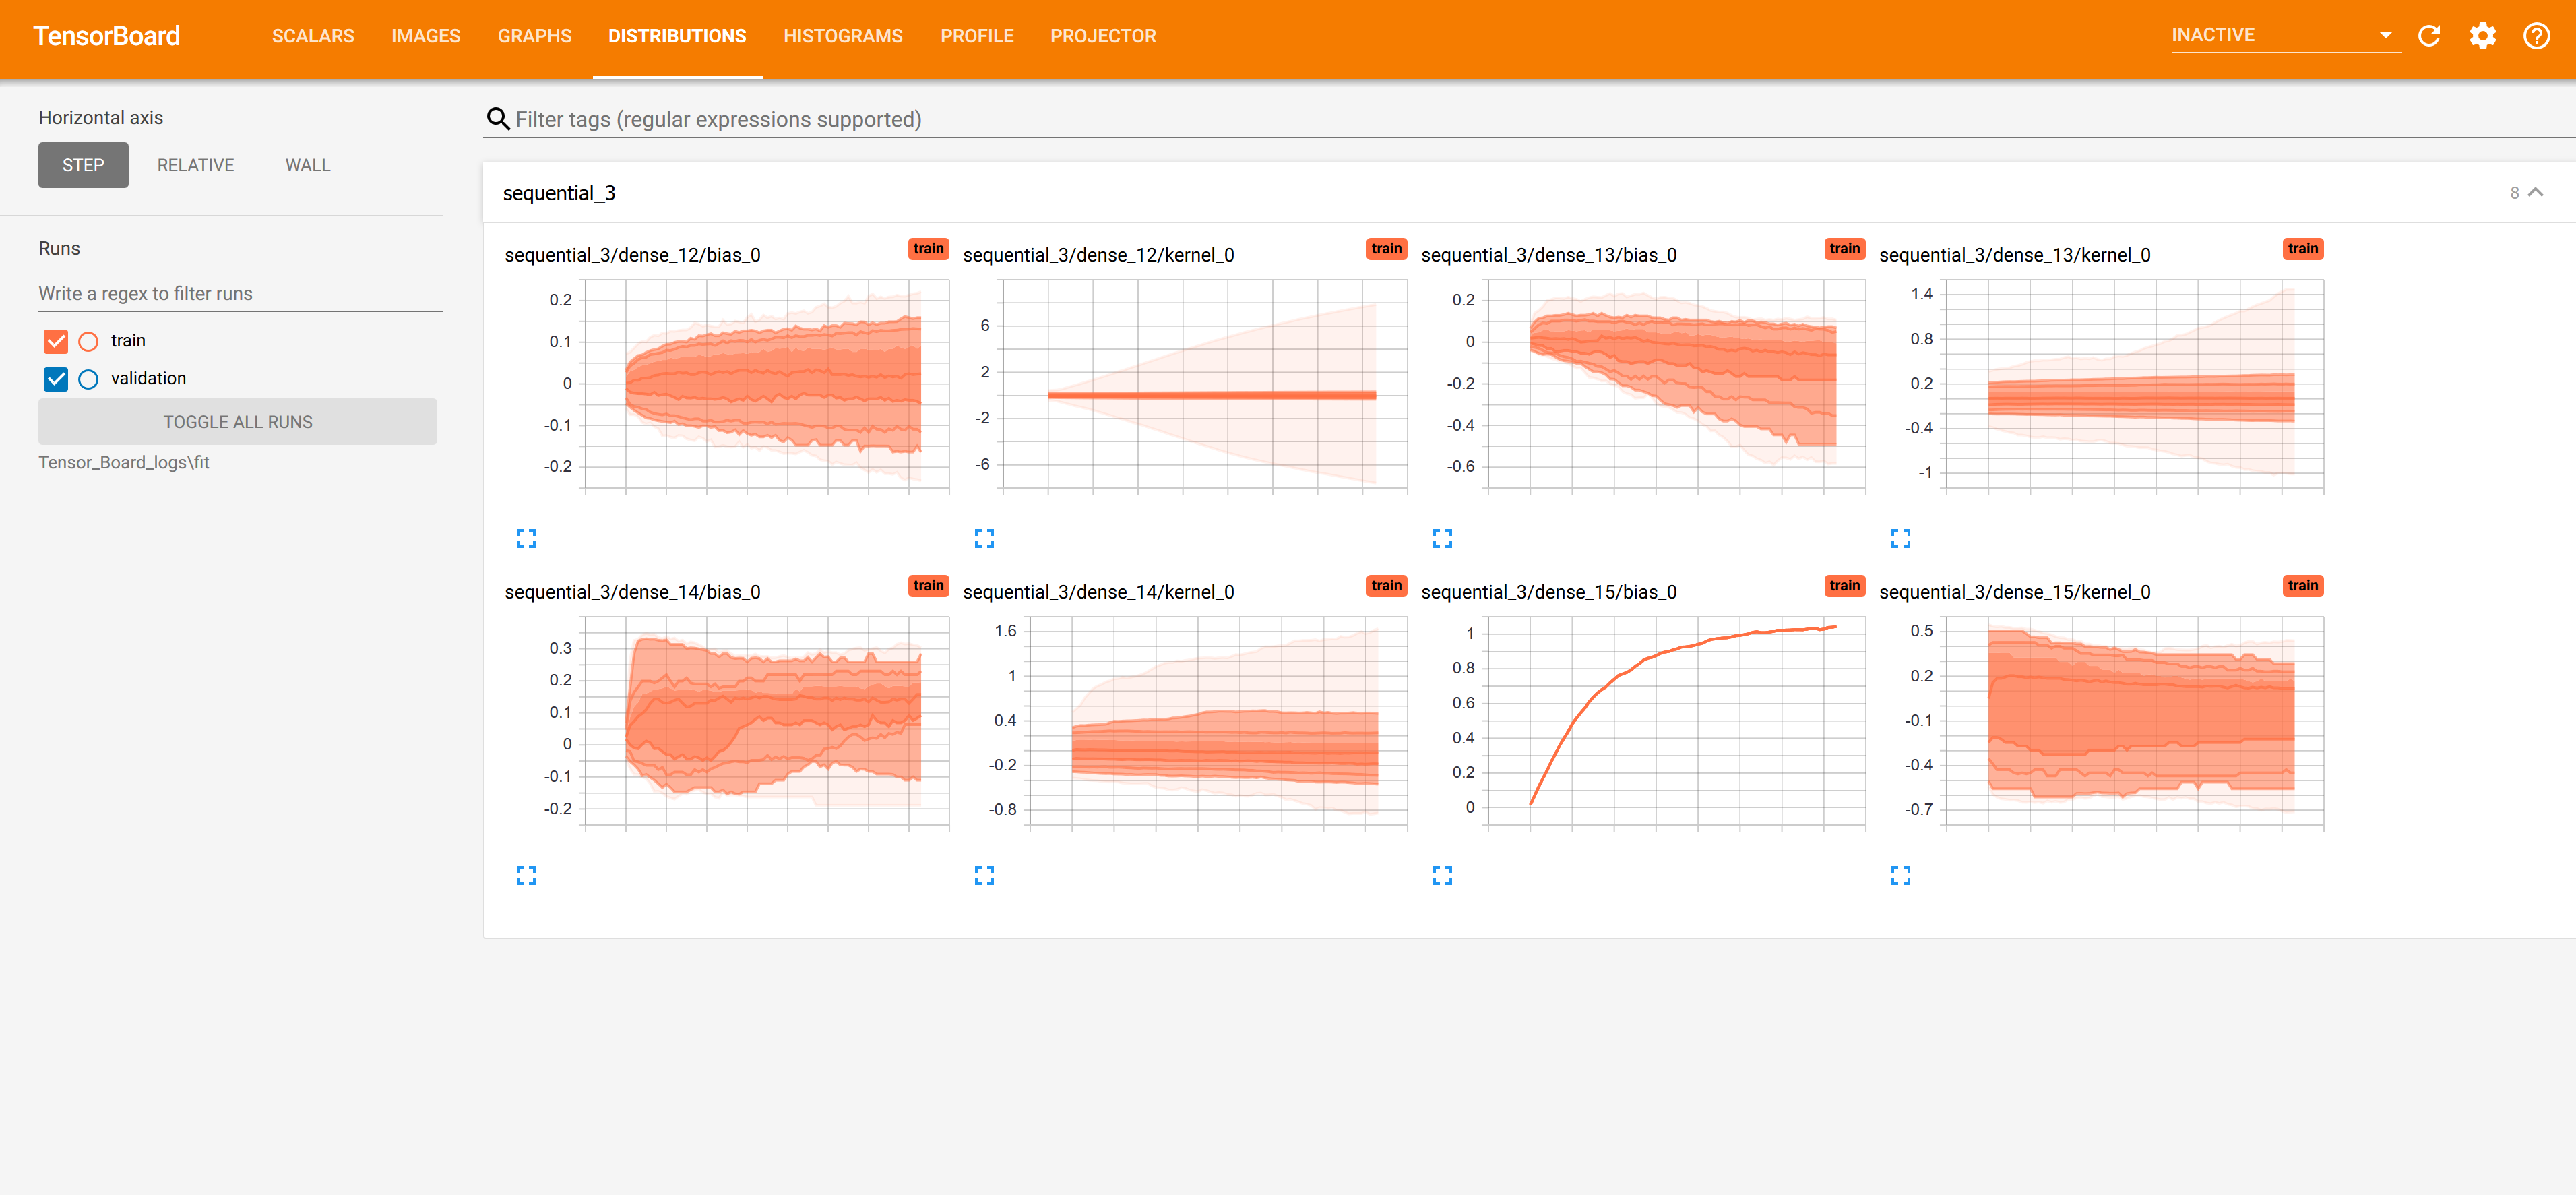 TensorBoard SCALARS IMAGES GRAPHS DISTRIBUTIONS HISTOGRAMS PROFILE PROJECTOR INACTIVE
Horizontal axis
STEP RELATIVE WALL
Runs
Write a regex to filter runs
train
validation
TOGGLE ALL RUNS
Tensor_Board_logs\fit
Filter tags (regular expressions supported)
sequential_3 8
sequential_3/dense_12/bias_0 train
0.2
0.1
0
-0.1
-0.2
sequential_3/dense_12/kernel_0 train
6
2
-2
-6
sequential_3/dense_13/bias_0 train
0.2
0
-0.2
-0.4
-0.6
sequential_3/dense_13/kernel_0 train
1.4
0.8
0.2
-0.4
-1
sequential_3/dense_14/bias_0 train
0.3
0.2
0.1
0
-0.1
-0.2
sequential_3/dense_14/kernel_0 train
1.6
1
0.4
-0.2
-0.8
sequential_3/dense_15/bias_0 train
1
0.8
0.6
0.4
0.2
0
sequential_3/dense_15/kernel_0 train
0.5
0.2
-0.1
-0.4
-0.7